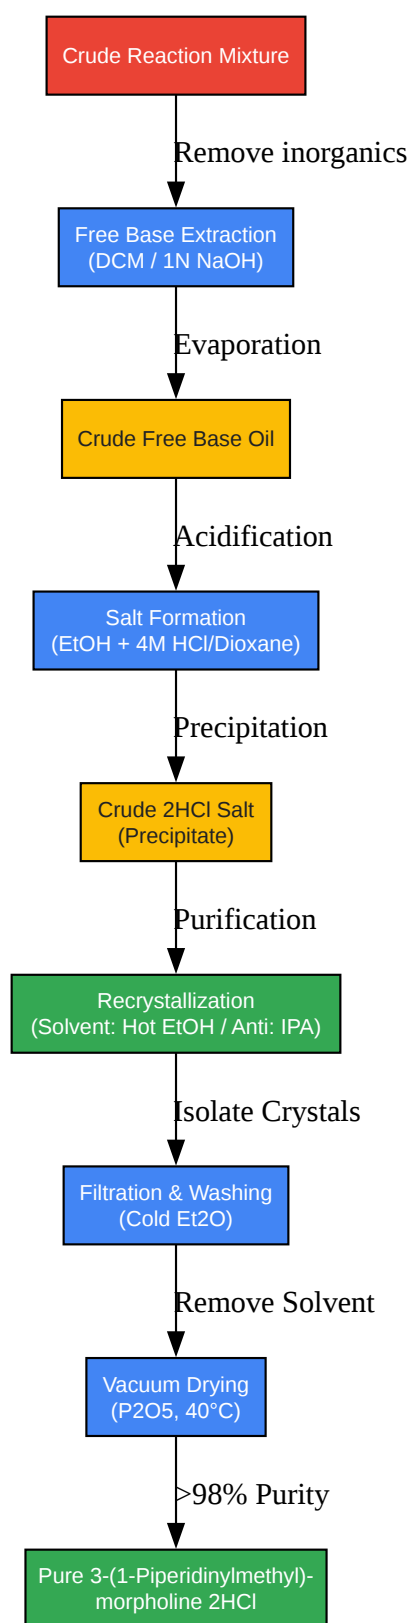 Crude Reaction Mixture
Remove inorganics
Free Base Extraction
(DCM / 1N NaOH)
Evaporation
Crude Free Base Oil
Acidification
Salt Formation
(EtOH + 4M HCl/Dioxane)
Precipitation
Crude 2HCl Salt
(Precipitate)
Purification
Recrystallization
(Solvent: Hot EtOH / Anti: IPA)
Isolate Crystals
Filtration & Washing
(Cold Et2O)
Remove Solvent
Vacuum Drying
(P2O5, 40°C)
>98% Purity
Pure 3-(1-Piperidinylmethyl)-
morpholine 2HCl